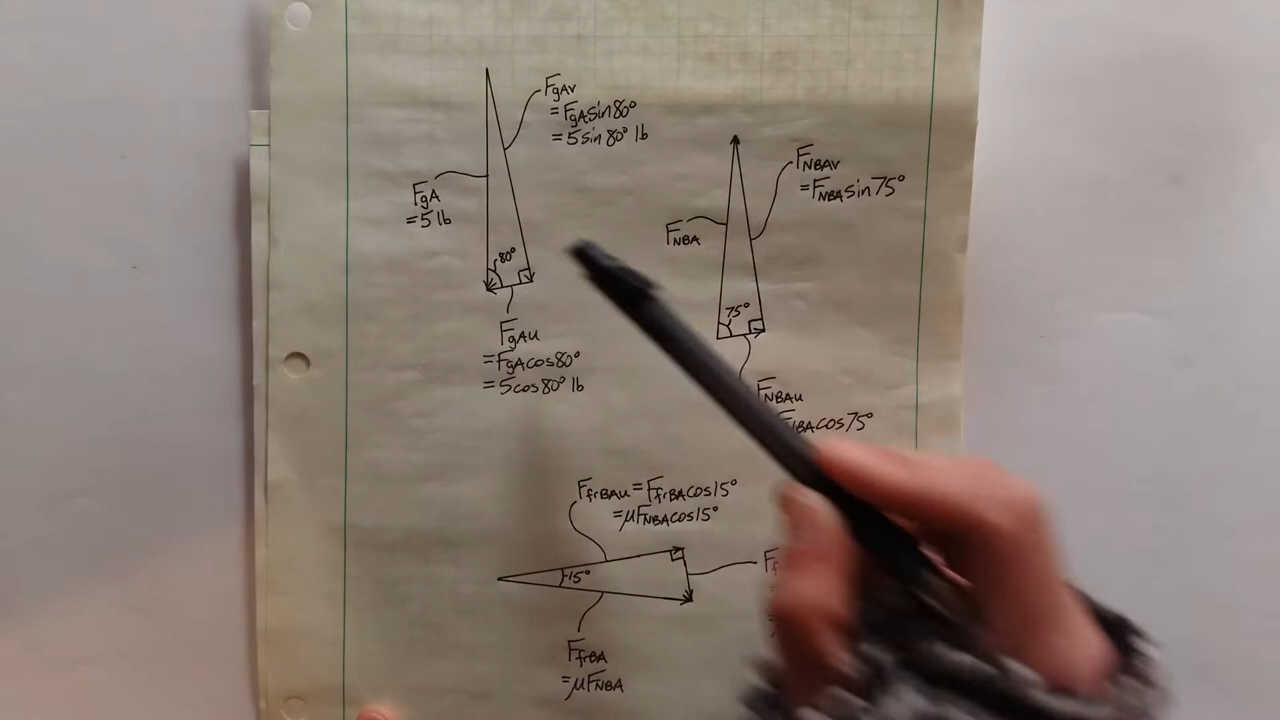 FgAv
=FgAsin80°
=5sin80° lb
FgA
=5 lb
80°
FgAu
=FgAcos80°
=5cos80° lb
FNBAv
=FNBAsin75°
FNBA
75°
FNBAu
cos75°
FfrBAu=FfrBAcos15°
=μFNBAcos15°
15°
FfrBA
=μFNBA